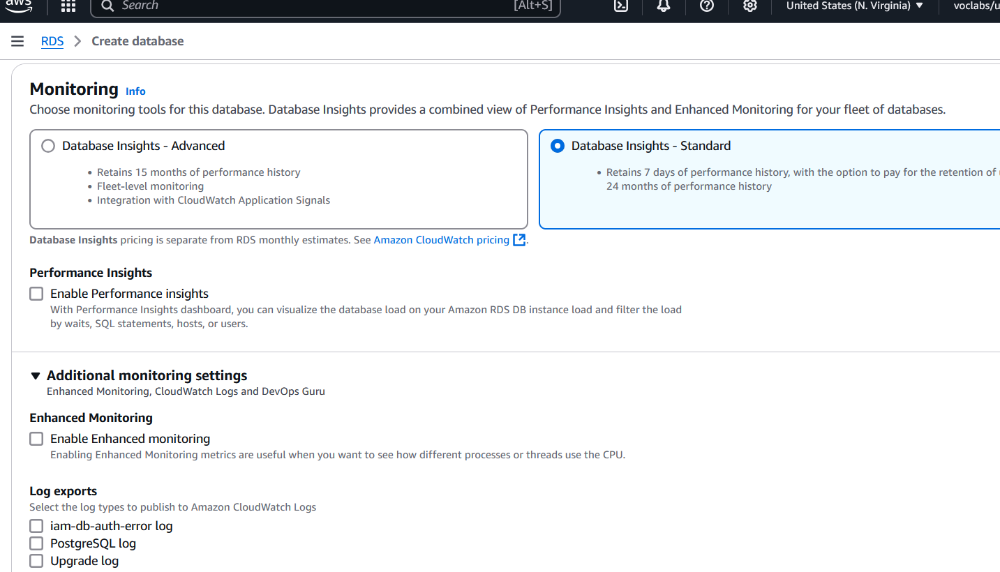 aws
Search [Alt+S] United States (N. Virginia) ▼ voclabs/u
RDS > Create database
Monitoring Info
Choose monitoring tools for this database. Database Insights provides a combined view of Performance Insights and Enhanced Monitoring for your fleet of databases.
Database Insights - Advanced
• Retains 15 months of performance history
• Fleet-level monitoring
• Integration with CloudWatch Application Signals
Database Insights - Standard
• Retains 7 days of performance history, with the option to pay for the retention of
24 months of performance history
Database Insights pricing is separate from RDS monthly estimates. See Amazon CloudWatch pricing.
Performance Insights
Enable Performance insights
With Performance Insights dashboard, you can visualize the database load on your Amazon RDS DB instance load and filter the load
by waits, SQL statements, hosts, or users.
Additional monitoring settings
Enhanced Monitoring, CloudWatch Logs and DevOps Guru
Enhanced Monitoring
Enable Enhanced monitoring
Enabling Enhanced Monitoring metrics are useful when you want to see how different processes or threads use the CPU.
Log exports
Select the log types to publish to Amazon CloudWatch Logs
iam-db-auth-error log
PostgreSQL log
Upgrade log